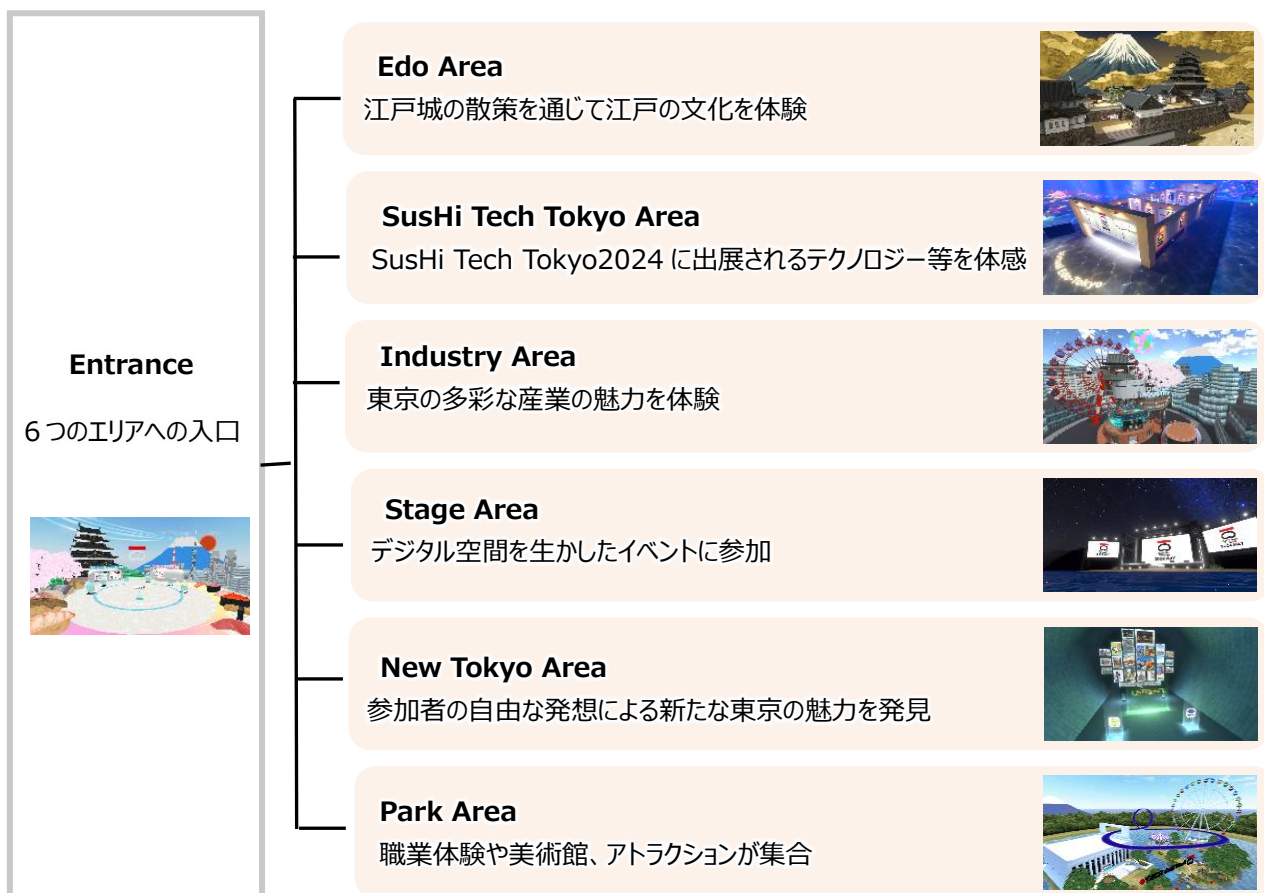 Entrance
６つのエリアへの入口
Edo Area
江戸城の散策を通じて江戸の文化を体験
SusHi Tech Tokyo Area
SusHi Tech Tokyo2024 に出展されるテクノロジー等を体感
Industry Area
東京の多彩な産業の魅力を体験
Stage Area
デジタル空間を生かしたイベントに参加
New Tokyo Area
参加者の自由な発想による新たな東京の魅力を発見
Park Area
職業体験や美術館、アトラクションが集合